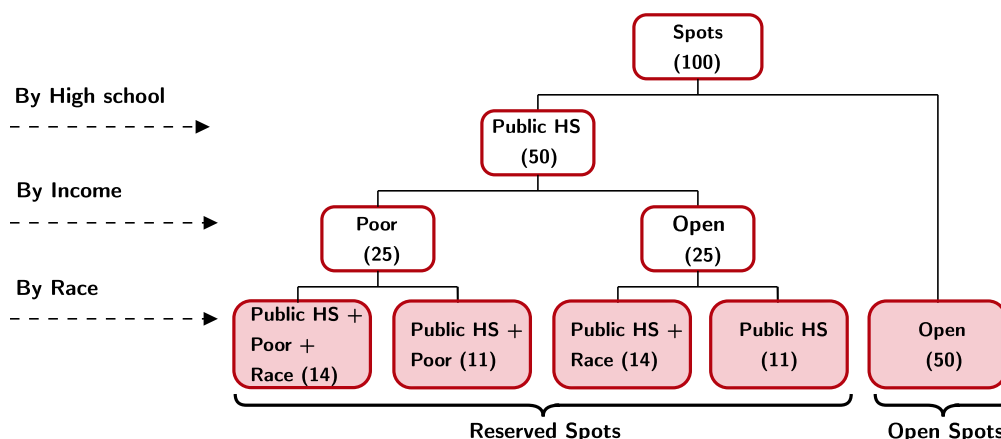 Spots
(100)
By High school
Public HS
(50)
By Income
Poor
(25)
Open
(25)
By Race
Public HS +
Poor +
Race (14)
Public HS +
Poor (11)
Public HS +
Race (14)
Public HS
(11)
Open
(50)
Reserved Spots
Open Spots